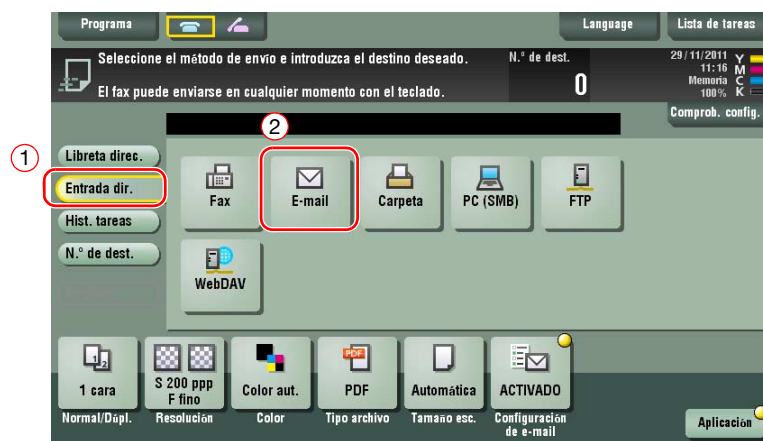 Programa
Language
Lista de tareas
Seleccione el método de envío e introduzca el destino deseado.
El fax puede enviarse en cualquier momento con el teclado.
N.º de dest.
0
29/11/2011
11:16
Memoria
100%
Y
M
C
K
Comprob. config.
1
2
Libreta direc.
Entrada dir.
Hist. tareas
N.º de dest.
Fax
E-mail
Carpeta
PC (SMB)
FTP
WebDAV
1 2
1 cara
S 200 ppp
F fino
Color aut.
PDF
PDF
Automática
ACTIVADO
Normal/Dúpl.
Resolución
Color
Tipo archivo
Tamaño esc.
Configuración
de e-mail
Aplicación